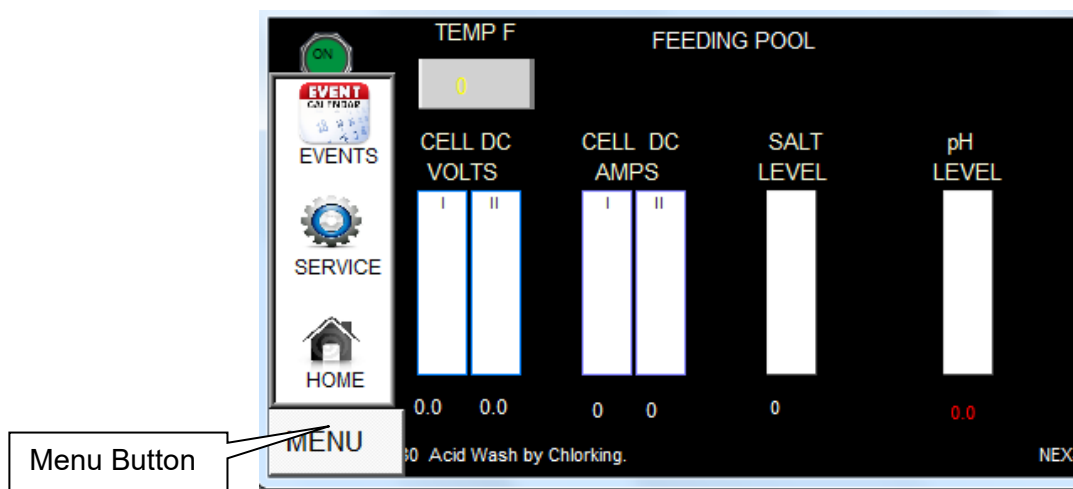 TEMP F
FEEDING POOL
ON
0
EVENT
CALENDAR
EVENTS
CELL DC
VOLTS
CELL DC
AMPS
SALT
LEVEL
pH
LEVEL
I II
I II
SERVICE
HOME
0.0 0.0
0 0
0
0.0
MENU
Menu Button
30 Acid Wash by Chlorking.
NEX